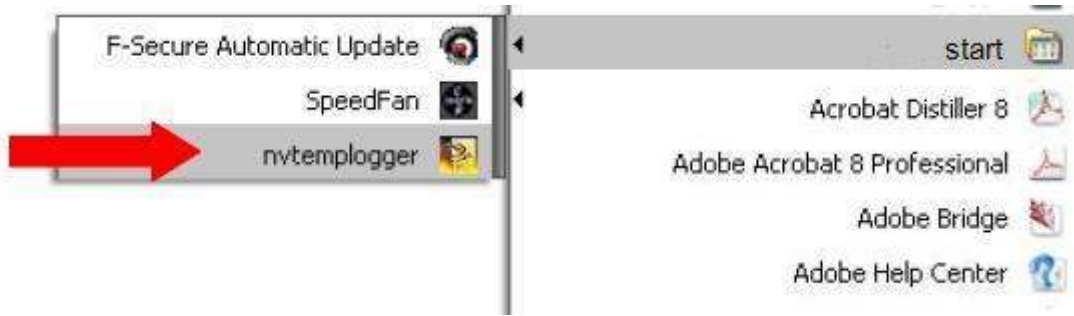 F-Secure Automatic Update
SpeedFan
nvtemplogger
start
Acrobat Distiller 8
Adobe Acrobat 8 Professional
Adobe Bridge
Adobe Help Center